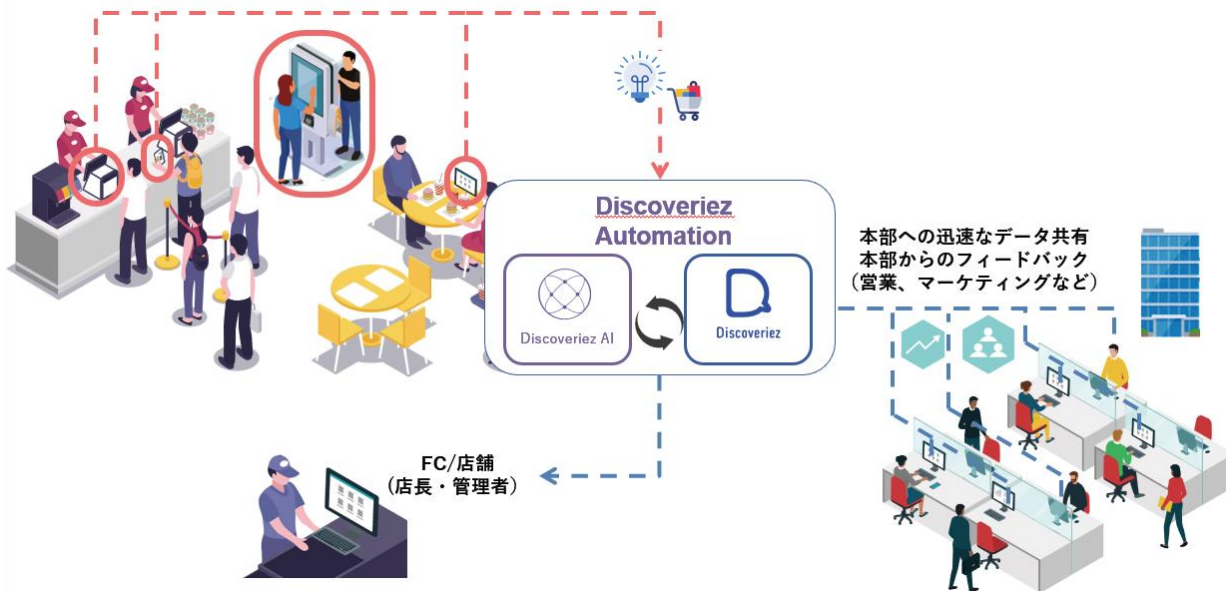 Discoveriez
Automation
Discoveriez AI
Discoveriez
本部への迅速なデータ共有
本部からのフィードバック
（営業、マーケティングなど）
FC/店舗
（店長・管理者）